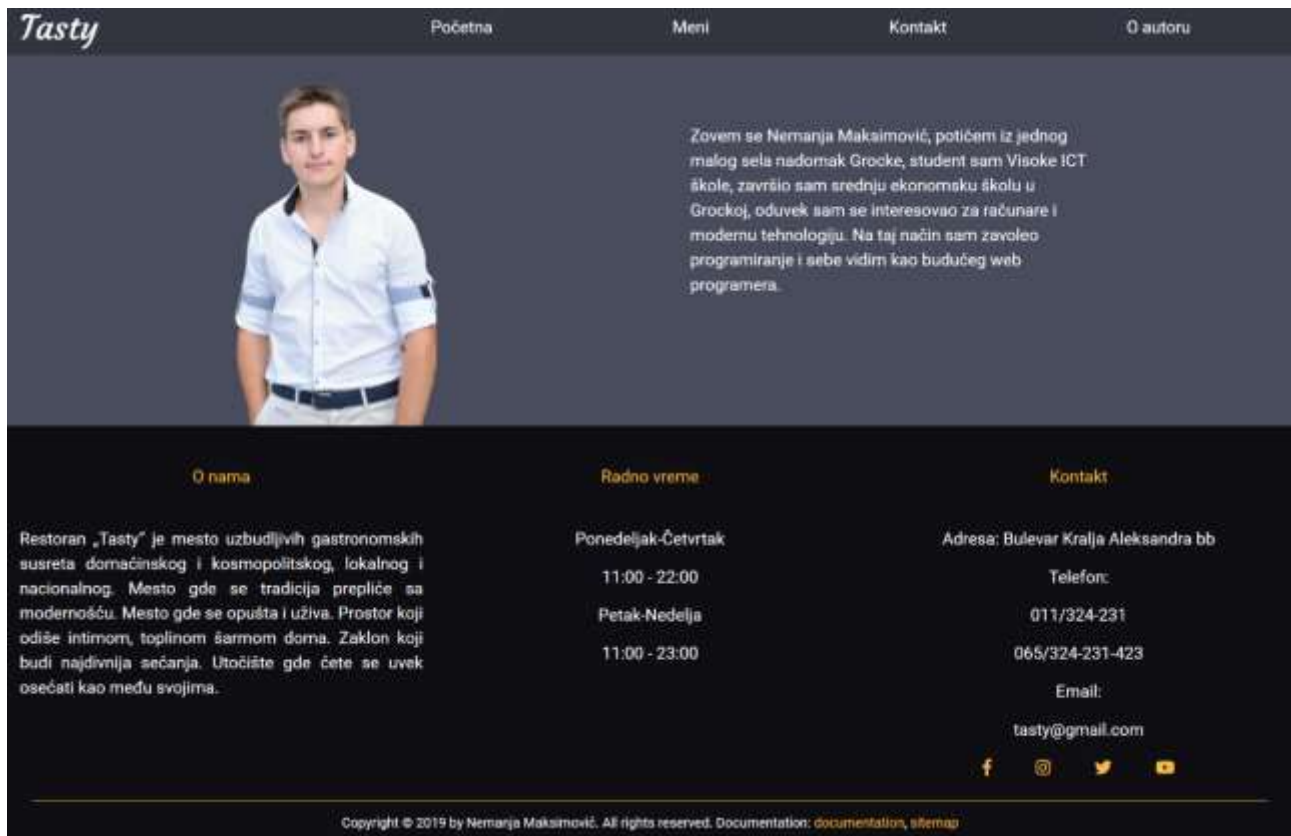 Tasty
Početna
Meni
Kontakt
O autoru
Zovem se Nemanja Maksimović, potičem iz jednog
malog sela nadomak Grocke, student sam Visoke ICT
škole, završio sam srednju ekonomsku školu u
Grockoj, oduvek sam se interesovao za računare i
modernu tehnologiju. Na taj način sam zavoleo
programiranje i sebe vidim kao budućeg web
programera.
O nama
Restoran „Tasty” je mesto uzbudljivih gastronomskih
susreta domaćinskog i kosmopolitskog, lokalnog i
nacionalnog. Mesto gde se tradicija prepliće sa
modernošću. Mesto gde se opušta i uživa. Prostor koji
odiše intimom, toplinom šarmom doma. Zaklon koji
budi najdivnija sećanja. Utočište gde ćete se uvek
osećati kao među svojima.
Radno vreme
Ponedeljak-Četvrtak
11:00 - 22:00
Petak-Nedelja
11:00 - 23:00
Kontakt
Adresa: Bulevar Kralja Aleksandra bb
Telefon:
011/324-231
065/324-231-423
Email:
tasty@gmail.com
Copyright © 2019 by Nemanja Maksimović. All rights reserved. Documentation: documentation, sitemap